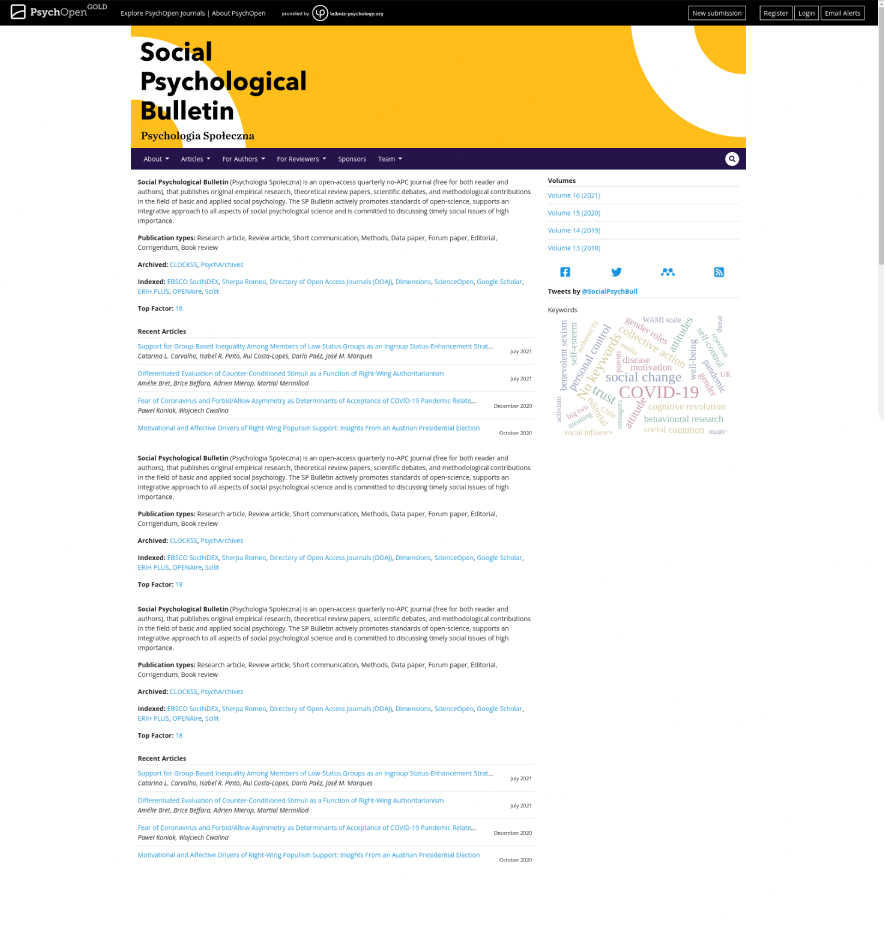 PsychOpen GOLD
Explore PsychOpen Journals | About PsychOpen
provided by leibniz-psychology.org
New submission
Register
Login
Email Alerts
Social
Psychological
Bulletin
Psychologia Społeczna
About
Articles
For Authors
For Reviewers
Sponsors
Team
Social Psychological Bulletin (Psychologia Społeczna) is an open-access quarterly no-APC journal (free for both reader and
authors), that publishes original empirical research, theoretical review papers, scientific debates, and methodological contributions
in the field of basic and applied social psychology. The SP Bulletin actively promotes standards of open-science, supports an
integrative approach to all aspects of social psychological science and is committed to discussing timely social issues of high
importance.
Publication types: Research article, Review article, Short communication, Methods, Data paper, Forum paper, Editorial,
Corrigendum, Book review
Archived: CLOCKSS, PsychArchives
Indexed: EBSCO SocINDEX, Sherpa Romeo, Directory of Open Access Journals (DOAJ), Dimensions, ScienceOpen, Google Scholar,
ERIH PLUS, OPENAire, Scilit
Top Factor: 18
Recent Articles
Support for Group-Based Inequality Among Members of Low-Status Groups as an Ingroup Status-Enhancement Strat...
Catarina L. Carvalho, Isabel R. Pinto, Rui Costa-Lopes, Darío Paéz, José M. Marques
July 2021
Differentiated Evaluation of Counter-Conditioned Stimuli as a Function of Right-Wing Authoritarianism
Amélie Bret, Brice Beffara, Adrien Mierop, Martial Mermillod
July 2021
Fear of Coronavirus and Forbid/Allow Asymmetry as Determinants of Acceptance of COVID-19 Pandemic Relate...
Paweł Koniak, Wojciech Cwalina
December 2020
Motivational and Affective Drivers of Right-Wing Populism Support: Insights From an Austrian Presidential Election
October 2020
Social Psychological Bulletin (Psychologia Społeczna) is an open-access quarterly no-APC journal (free for both reader and
authors), that publishes original empirical research, theoretical review papers, scientific debates, and methodological contributions
in the field of basic and applied social psychology. The SP Bulletin actively promotes standards of open-science, supports an
integrative approach to all aspects of social psychological science and is committed to discussing timely social issues of high
importance.
Publication types: Research article, Review article, Short communication, Methods, Data paper, Forum paper, Editorial,
Corrigendum, Book review
Archived: CLOCKSS, PsychArchives
Indexed: EBSCO SocINDEX, Sherpa Romeo, Directory of Open Access Journals (DOAJ), Dimensions, ScienceOpen, Google Scholar,
ERIH PLUS, OPENAire, Scilit
Top Factor: 18
Social Psychological Bulletin (Psychologia Społeczna) is an open-access quarterly no-APC journal (free for both reader and
authors), that publishes original empirical research, theoretical review papers, scientific debates, and methodological contributions
in the field of basic and applied social psychology. The SP Bulletin actively promotes standards of open-science, supports an
integrative approach to all aspects of social psychological science and is committed to discussing timely social issues of high
importance.
Publication types: Research article, Review article, Short communication, Methods, Data paper, Forum paper, Editorial,
Corrigendum, Book review
Archived: CLOCKSS, PsychArchives
Indexed: EBSCO SocINDEX, Sherpa Romeo, Directory of Open Access Journals (DOAJ), Dimensions, ScienceOpen, Google Scholar,
ERIH PLUS, OPENAire, Scilit
Top Factor: 18
Recent Articles
Support for Group-Based Inequality Among Members of Low-Status Groups as an Ingroup Status-Enhancement Strat...
Catarina L. Carvalho, Isabel R. Pinto, Rui Costa-Lopes, Darío Paéz, José M. Marques
July 2021
Differentiated Evaluation of Counter-Conditioned Stimuli as a Function of Right-Wing Authoritarianism
Amélie Bret, Brice Beffara, Adrien Mierop, Martial Mermillod
July 2021
Fear of Coronavirus and Forbid/Allow Asymmetry as Determinants of Acceptance of COVID-19 Pandemic Relate...
Paweł Koniak, Wojciech Cwalina
December 2020
Motivational and Affective Drivers of Right-Wing Populism Support: Insights From an Austrian Presidential Election
October 2020
Volumes
Volume 16 (2021)
Volume 15 (2020)
Volume 14 (2019)
Volume 13 (2018)
Tweets by @SocialPsychBull
Keywords
WAMI scale
threat
gender roles
attitudes
benevolent sexism
self-esteem
collective action
self-control
rejection
personal control
No keywords
parents
disease
motivation
well-being
pandemic
social change
gender
UK
trust
COVID-19
activism
big two
meaning
editorial
Chile
teenagers
attitude
cognitive revolution
behavioural research
social influence
social cognition
magic